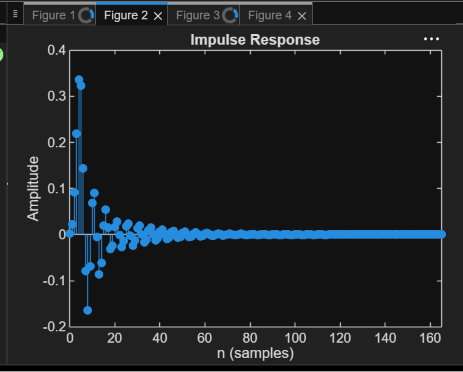 Figure 1 Figure 2 × Figure 3 Figure 4 ×
Impulse Response
Amplitude
0.4
0.3
0.2
0.1
0
-0.1
-0.2
0 20 40 60 80 100 120 140 160
n (samples)